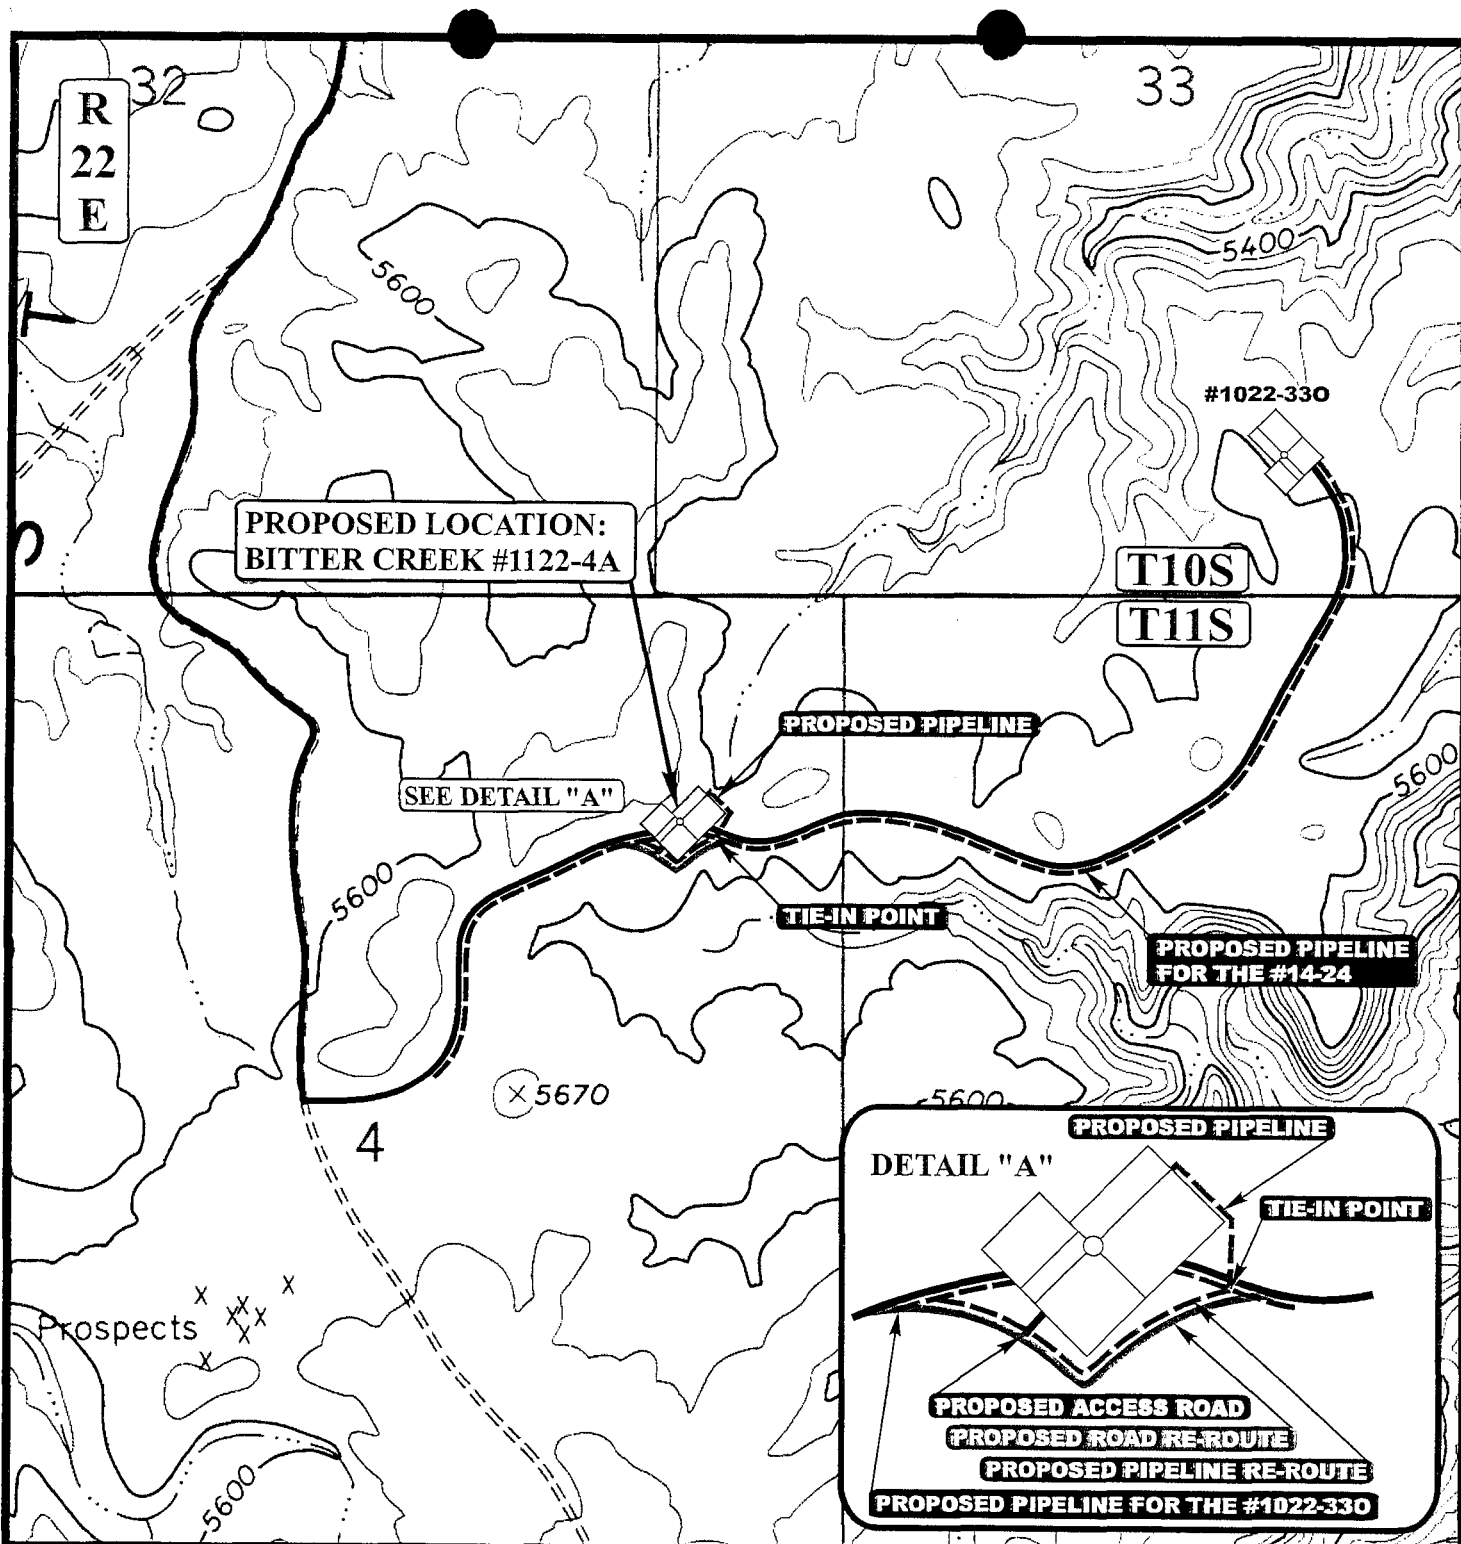 32
33
R
22
E
5600
5400
T
S
#1022-33O
PROPOSED LOCATION:
BITTER CREEK #1122-4A
T10S
T11S
PROPOSED PIPELINE
SEE DETAIL "A"
5600
5600
TIE-IN POINT
PROPOSED PIPELINE
FOR THE #14-24
5670
5600
4
PROPOSED PIPELINE
DETAIL "A"
TIE-IN POINT
Prospects
PROPOSED ACCESS ROAD
PROPOSED ROAD RE-ROUTE
PROPOSED PIPELINE RE-ROUTE
PROPOSED PIPELINE FOR THE #1022-33O
5600